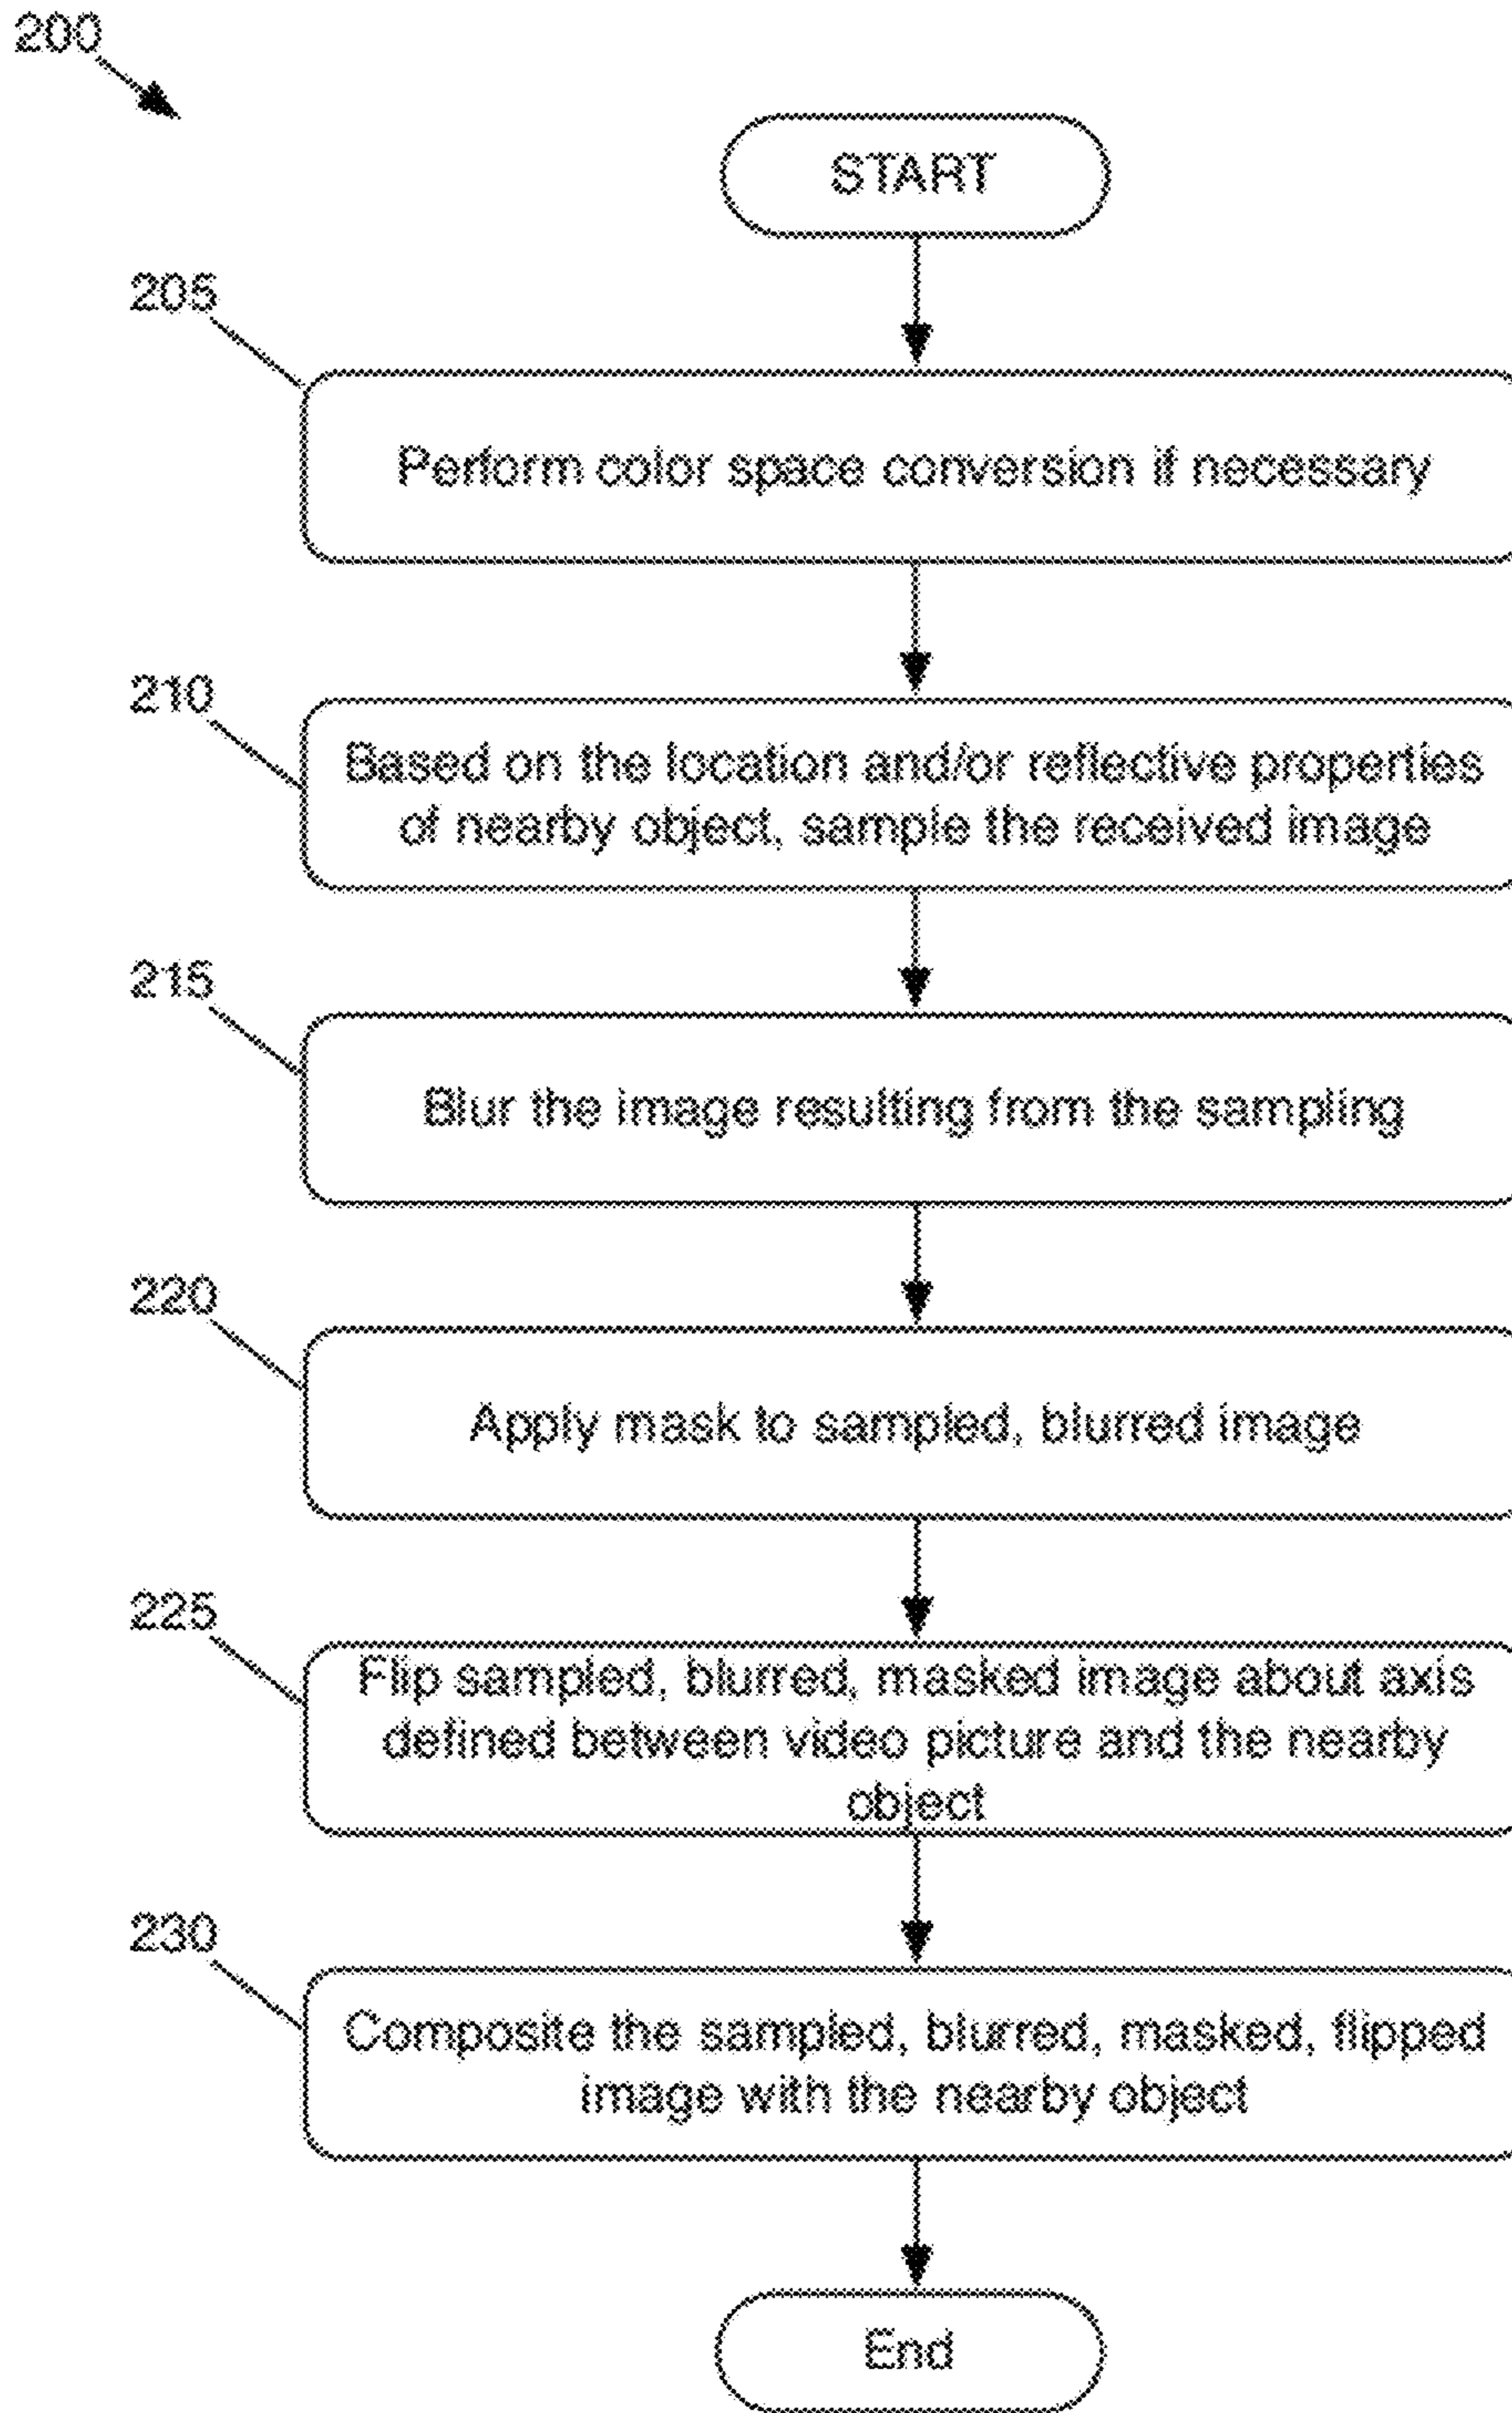 200
START
205
Perform color space conversion if necessary
210
Based on the location and/or reflective properties
of nearby object, sample the received image
215
Blur the image resulting from the sampling
220
Apply mask to sampled, blurred image
225
Flip sampled, blurred, masked image about axis
defined between video picture and the nearby
object
230
Composite the sampled, blurred, masked, flipped
image with the nearby object
End